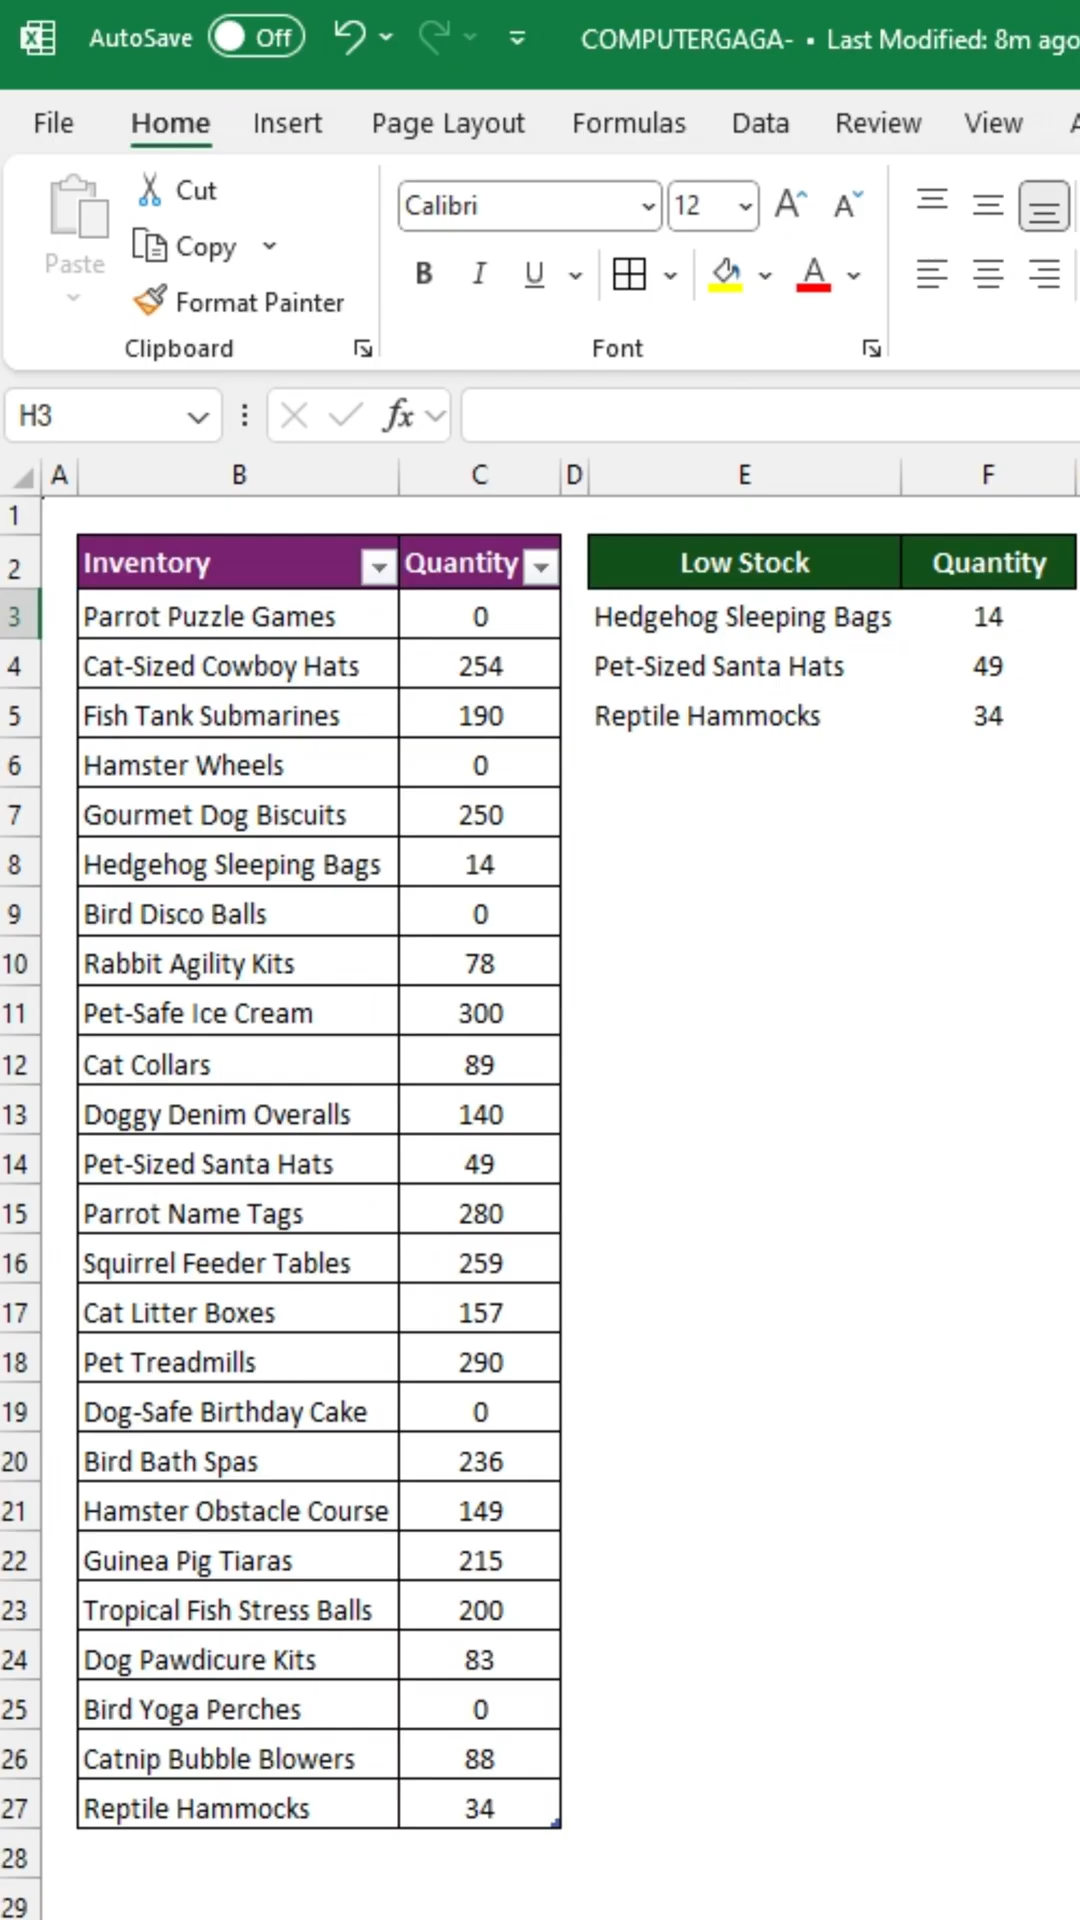 AutoSave Off COMPUTERGAGA- • Last Modified: 8m ago
File Home Insert Page Layout Formulas Data Review View A
Paste
Cut
Copy
Format Painter
Clipboard
Calibri 12 A A
B I U A
Font
H3 fx
A B C D E F
1
2 Inventory Quantity Low Stock Quantity
3 Parrot Puzzle Games 0 Hedgehog Sleeping Bags 14
4 Cat-Sized Cowboy Hats 254 Pet-Sized Santa Hats 49
5 Fish Tank Submarines 190 Reptile Hammocks 34
6 Hamster Wheels 0
7 Gourmet Dog Biscuits 250
8 Hedgehog Sleeping Bags 14
9 Bird Disco Balls 0
10 Rabbit Agility Kits 78
11 Pet-Safe Ice Cream 300
12 Cat Collars 89
13 Doggy Denim Overalls 140
14 Pet-Sized Santa Hats 49
15 Parrot Name Tags 280
16 Squirrel Feeder Tables 259
17 Cat Litter Boxes 157
18 Pet Treadmills 290
19 Dog-Safe Birthday Cake 0
20 Bird Bath Spas 236
21 Hamster Obstacle Course 149
22 Guinea Pig Tiaras 215
23 Tropical Fish Stress Balls 200
24 Dog Pawdicure Kits 83
25 Bird Yoga Perches 0
26 Catnip Bubble Blowers 88
27 Reptile Hammocks 34
28
29